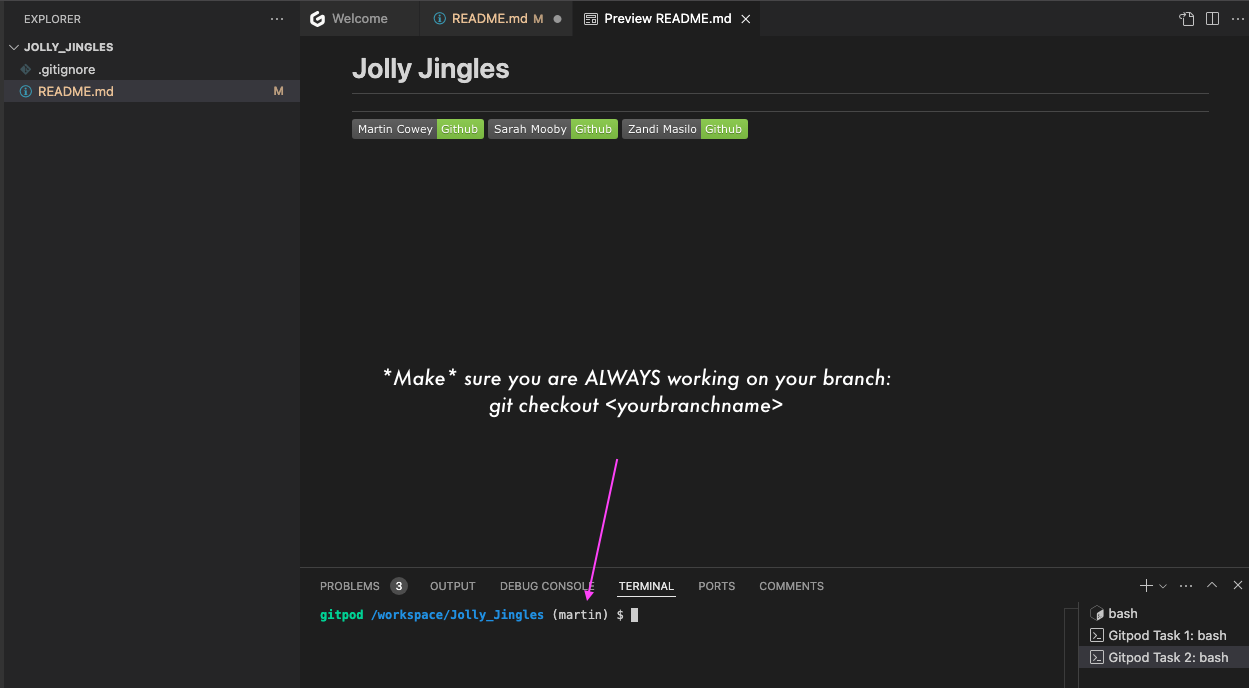 EXPLORER
JOLLY_JINGLES
.gitignore
README.md M
Welcome README.md M Preview README.md
Jolly Jingles
Martin Cowey Github Sarah Mooby Github Zandi Masilo Github
*Make* sure you are ALWAYS working on your branch:
git checkout <yourbranchname>
PROBLEMS 3 OUTPUT DEBUG CONSOLE TERMINAL PORTS COMMENTS
gitpod /workspace/Jolly_Jingles (martin) $
bash
Gitpod Task 1: bash
Gitpod Task 2: bash